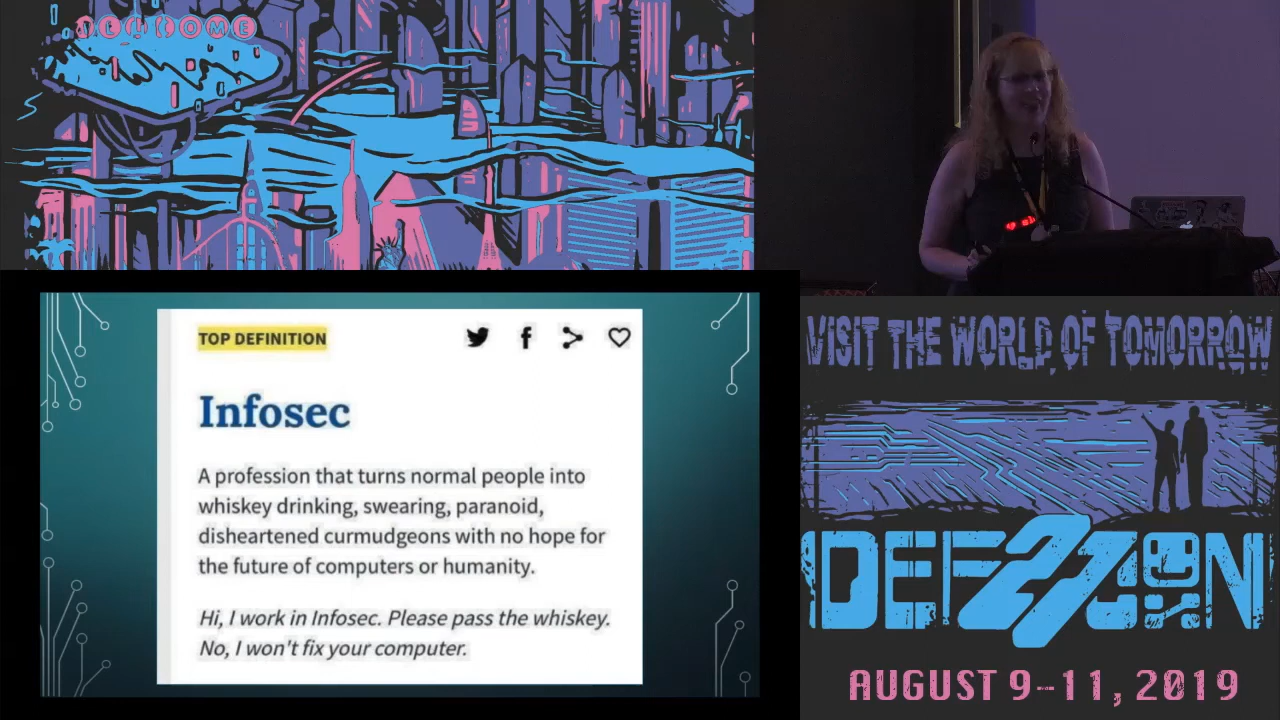 WELCOME
TOP DEFINITION
Infosec
A profession that turns normal people into
whiskey drinking, swearing, paranoid,
disheartened curmudgeons with no hope for
the future of computers or humanity.
Hi, I work in Infosec. Please pass the whiskey.
No, I won't fix your computer.
VISIT THE WORLD OF TOMORROW
DEF27CON
AUGUST 9-11, 2019